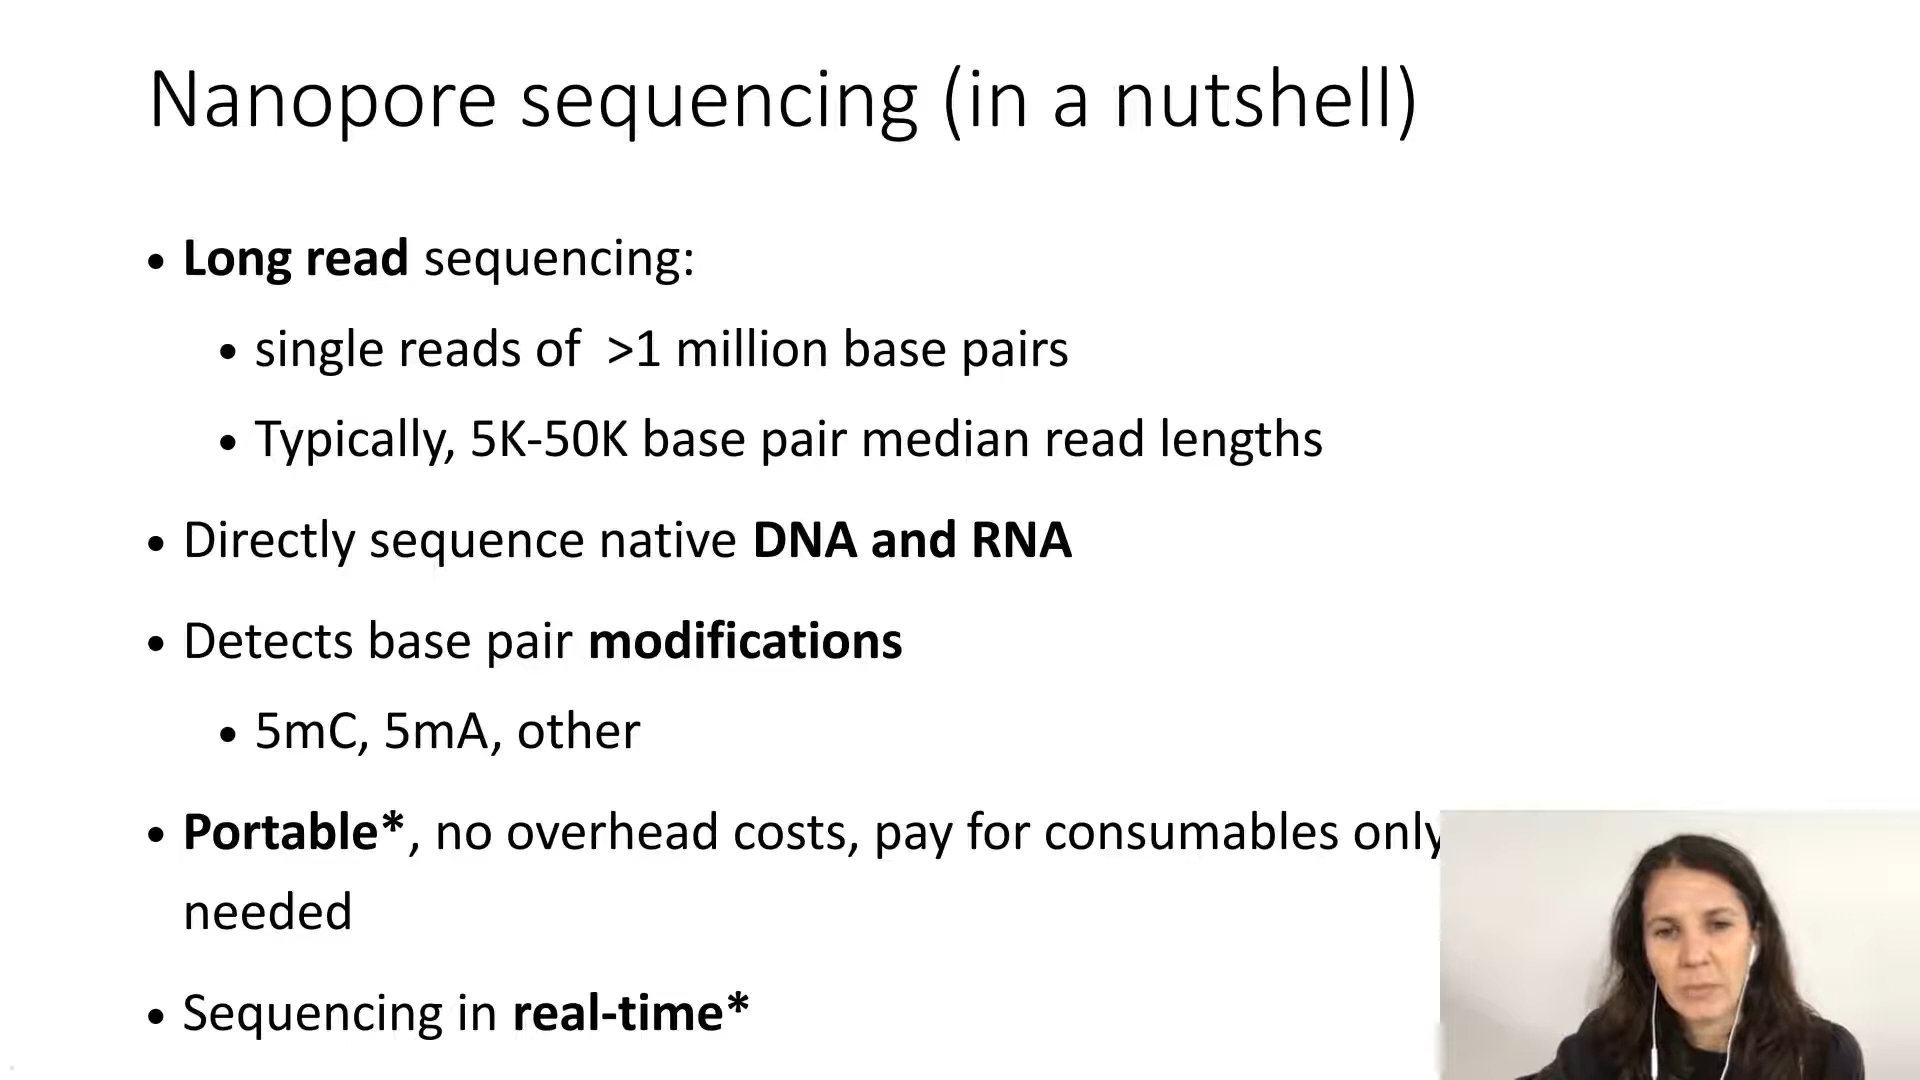 Nanopore sequencing (in a nutshell)
• Long read sequencing:
• single reads of >1 million base pairs
• Typically, 5K-50K base pair median read lengths
• Directly sequence native DNA and RNA
• Detects base pair modifications
• 5mC, 5mA, other
• Portable*, no overhead costs, pay for consumables only
needed
• Sequencing in real-time*